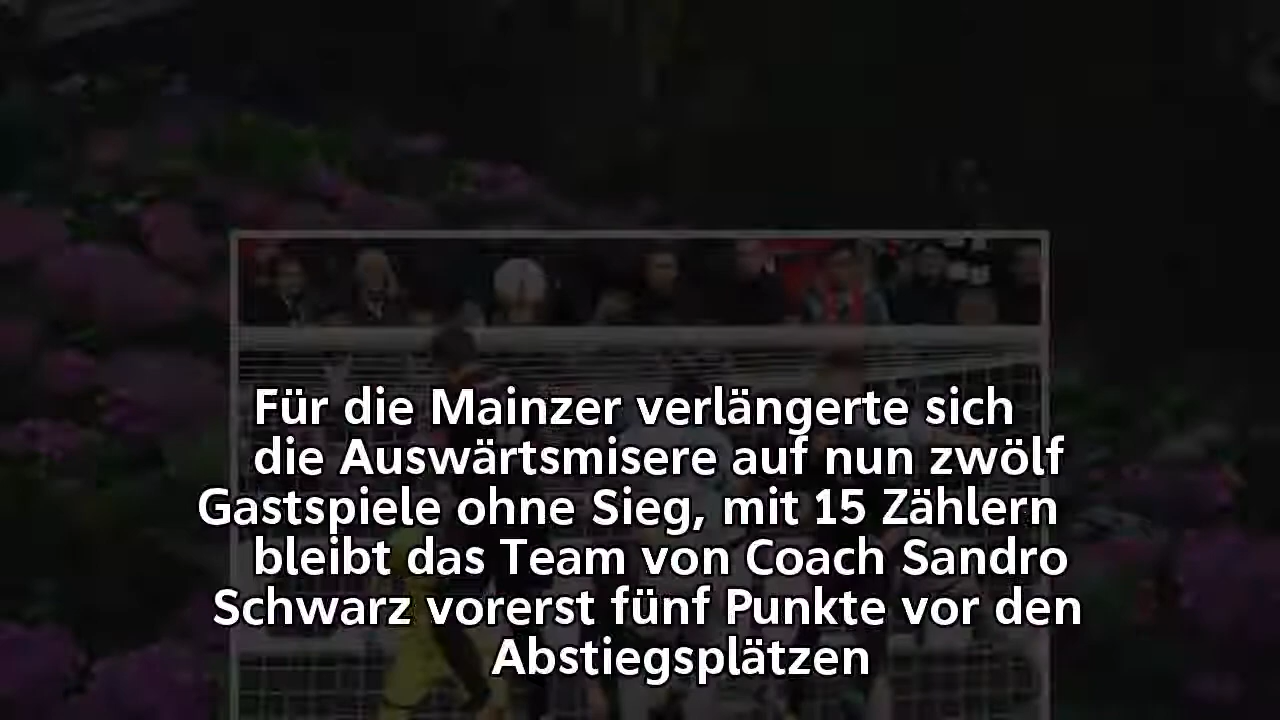 Für die Mainzer verlängerte sich
die Auswärtsmisere auf nun zwölf
Gastspiele ohne Sieg, mit 15 Zählern
bleibt das Team von Coach Sandro
Schwarz vorerst fünf Punkte vor den
Abstiegsplätzen